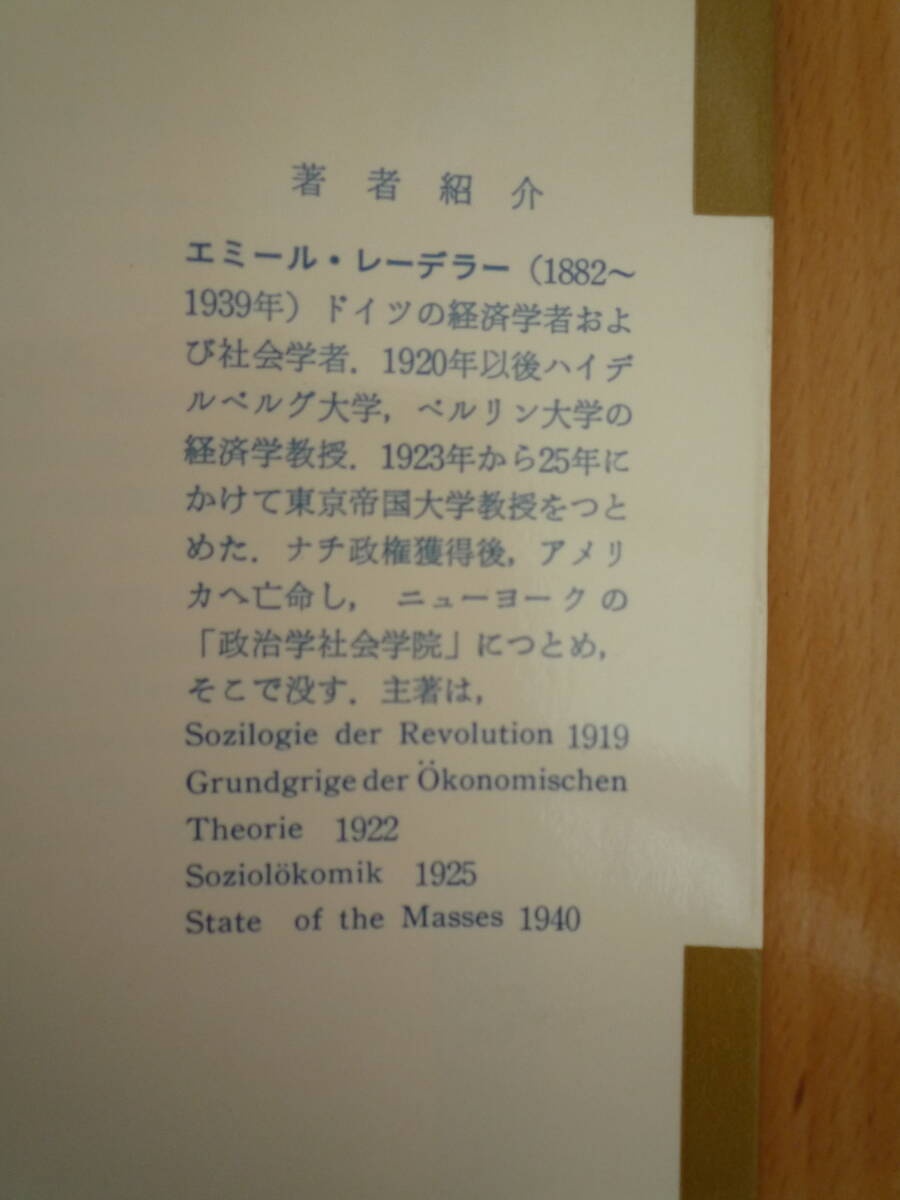 著者紹介
エミール・レーデラー（1882〜
1939年）ドイツの経済学者およ
び社会学者．1920年以後ハイデ
ルベルグ大学，ベルリン大学の
経済学教授．1923年から25年に
かけて東京帝国大学教授をつと
めた．ナチ政権獲得後，アメリ
カへ亡命し，ニューヨークの
「政治学社会学院」につとめ，
そこで没す．主著は，
Sozilogie der Revolution 1919
Grundgrige der Ökonomischen
Theorie 1922
Soziolökomik 1925
State of the Masses 1940